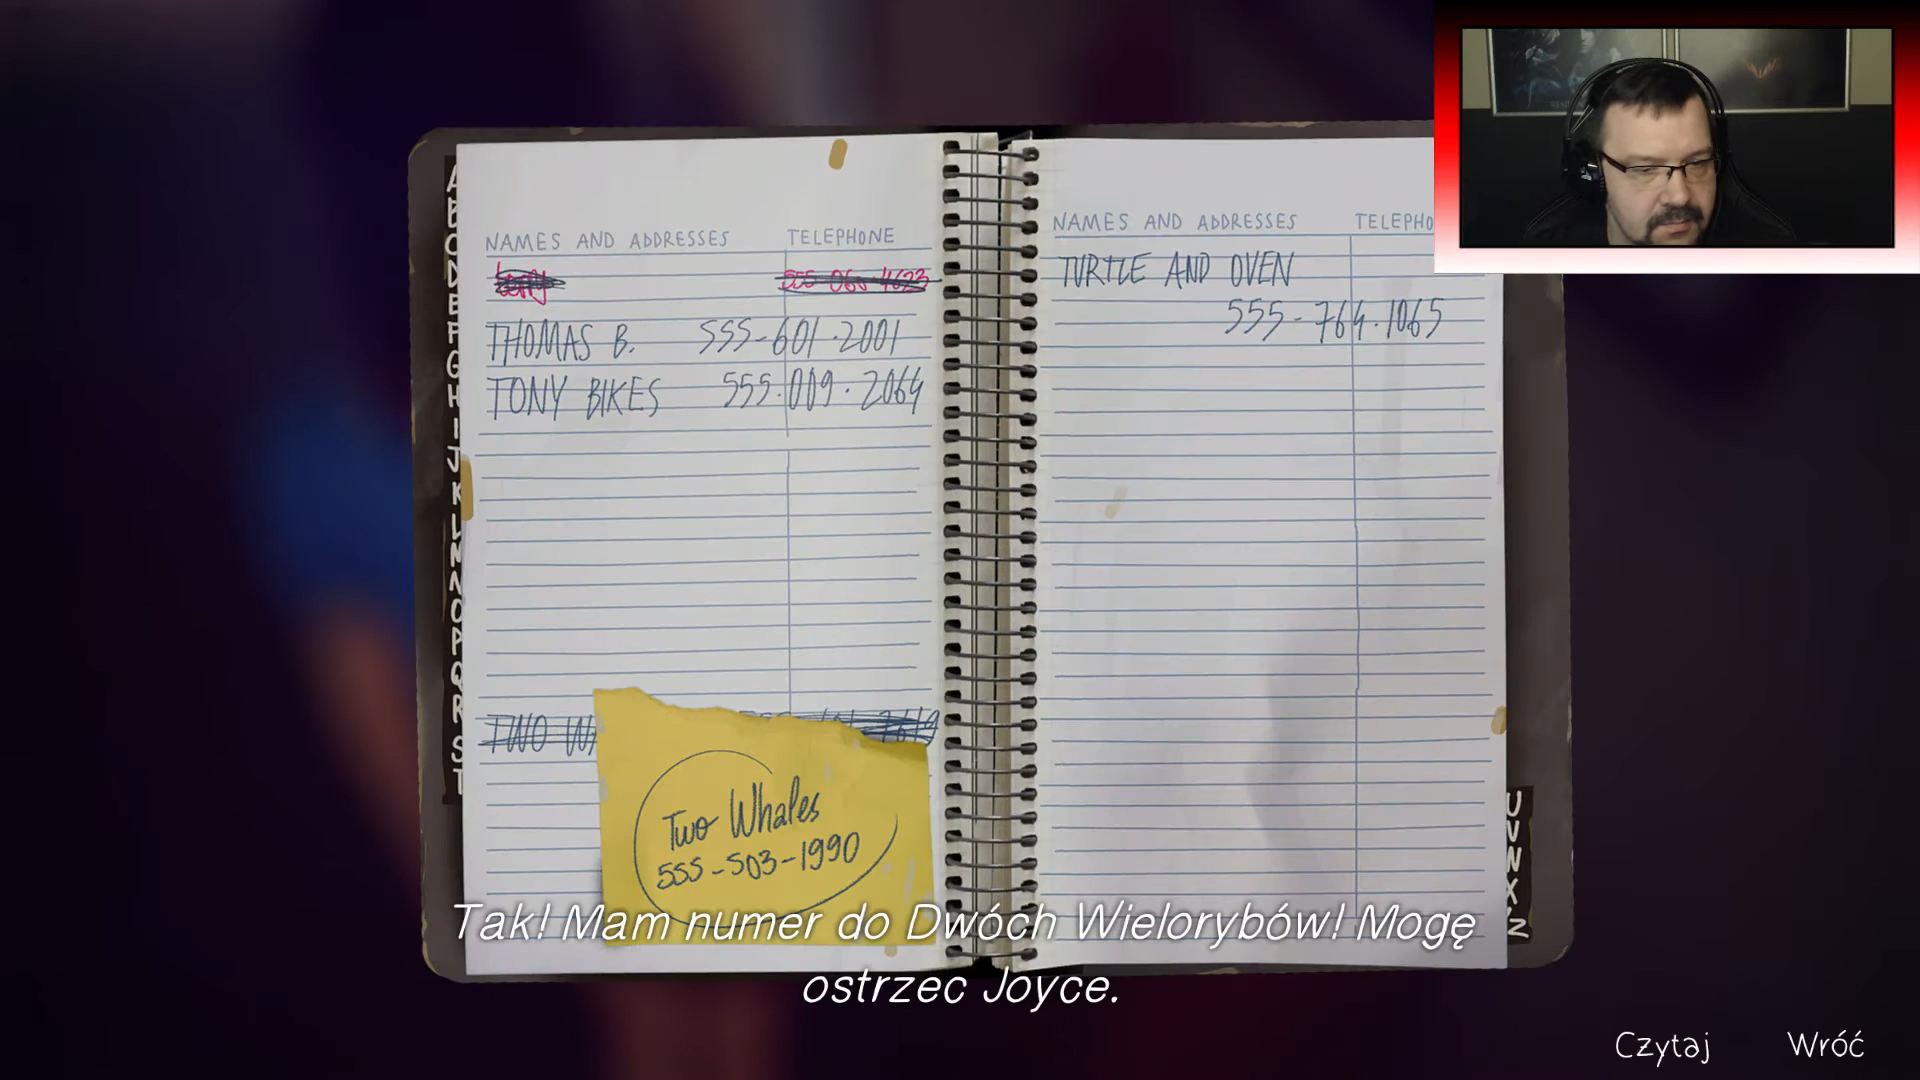 NAMES AND ADDRESSES TELEPHONE
THOMAS B. 555-601.2001
TONY BIKES 555.009.2064
TWO
Two Whales
555-503-1990
NAMES AND ADDRESSES TELEPHO
TURTLE AND OVEN
555-764.1065
A B C D E F G H I J K L M N O P Q R S T
U V W X Z
Tak! Mam numer do Dwóch Wielorybów! Mogę
ostrzec Joyce.
Czytaj Wróć